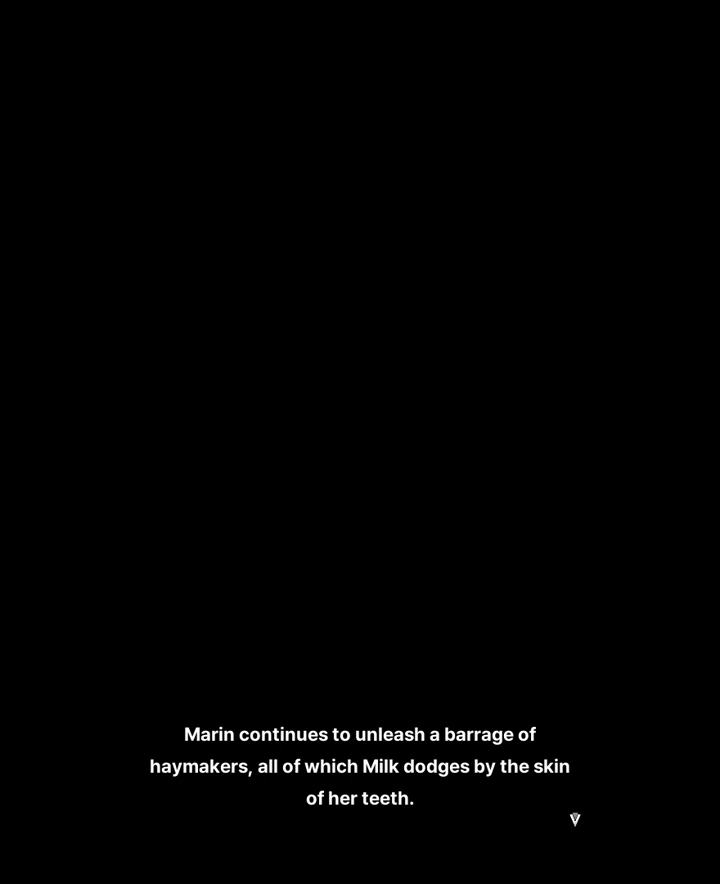 Marin continues to unleash a barrage of
haymakers, all of which Milk dodges by the skin
of her teeth.